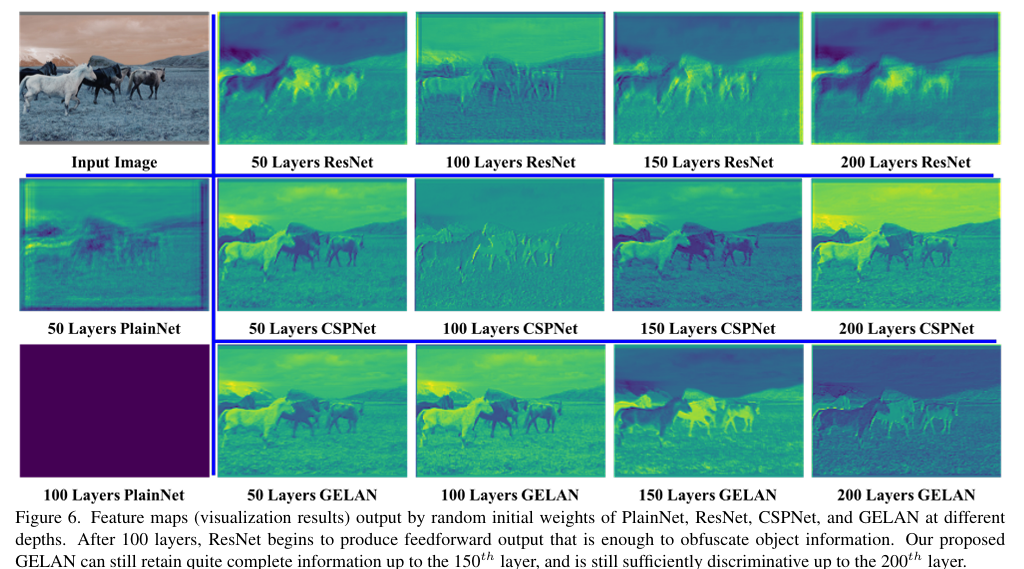 Input Image
50 Layers ResNet
100 Layers ResNet
150 Layers ResNet
200 Layers ResNet
50 Layers PlainNet
50 Layers CSPNet
100 Layers CSPNet
150 Layers CSPNet
200 Layers CSPNet
100 Layers PlainNet
50 Layers GELAN
100 Layers GELAN
150 Layers GELAN
200 Layers GELAN
Figure 6. Feature maps (visualization results) output by random initial weights of PlainNet, ResNet, CSPNet, and GELAN at different
depths. After 100 layers, ResNet begins to produce feedforward output that is enough to obfuscate object information. Our proposed
GELAN can still retain quite complete information up to the 150th layer, and is still sufficiently discriminative up to the 200th layer.